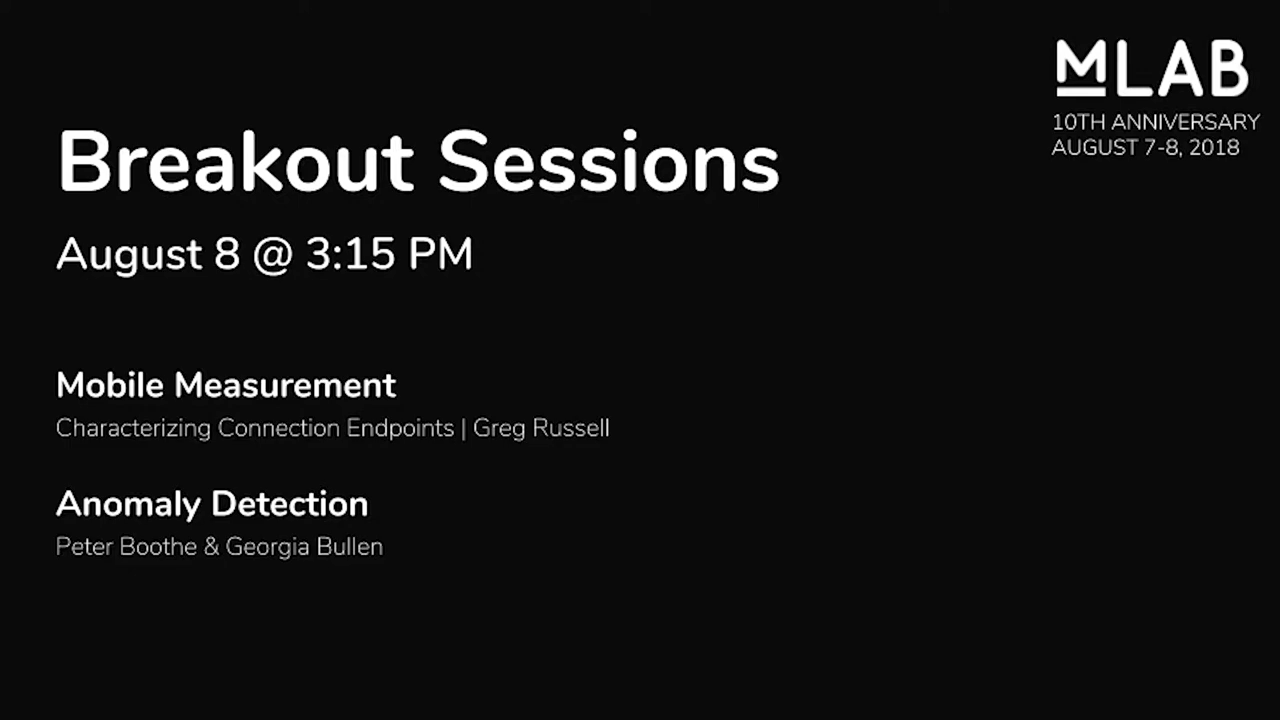 MLAB
10TH ANNIVERSARY
AUGUST 7-8, 2018
Breakout Sessions
August 8 @ 3:15 PM
Mobile Measurement
Characterizing Connection Endpoints | Greg Russell
Anomaly Detection
Peter Boothe & Georgia Bullen